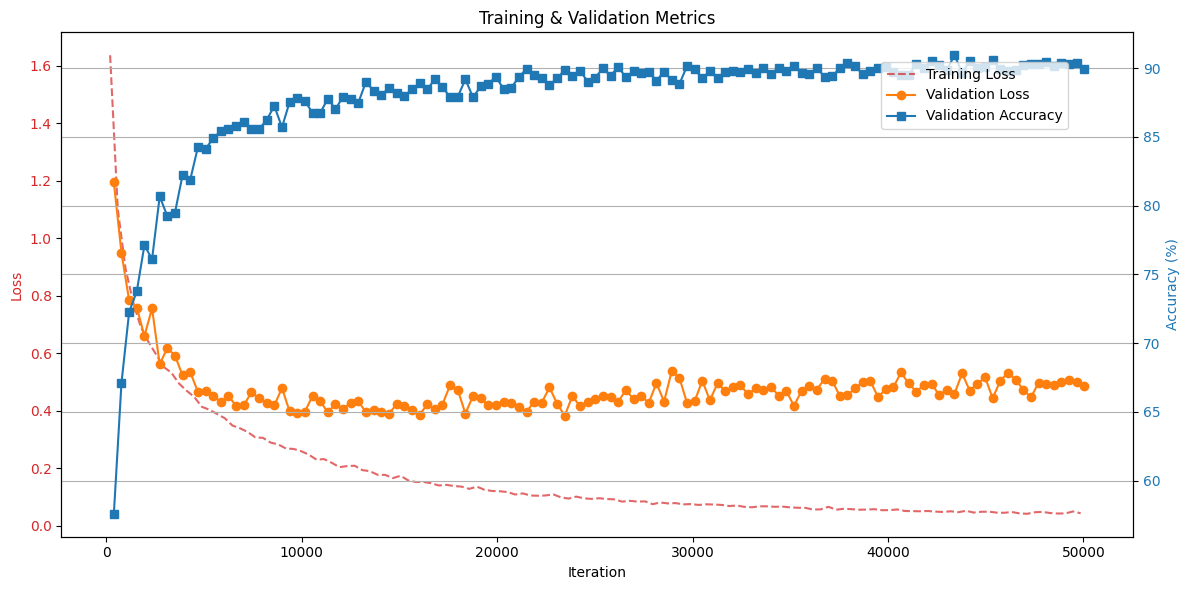 Training & Validation Metrics
Loss
1.6
1.4
1.2
1.0
0.8
0.6
0.4
0.2
0.0
Training Loss
Validation Loss
Validation Accuracy
90
85
80
75
70
65
60
Accuracy (%)
0 10000 20000 30000 40000 50000
Iteration